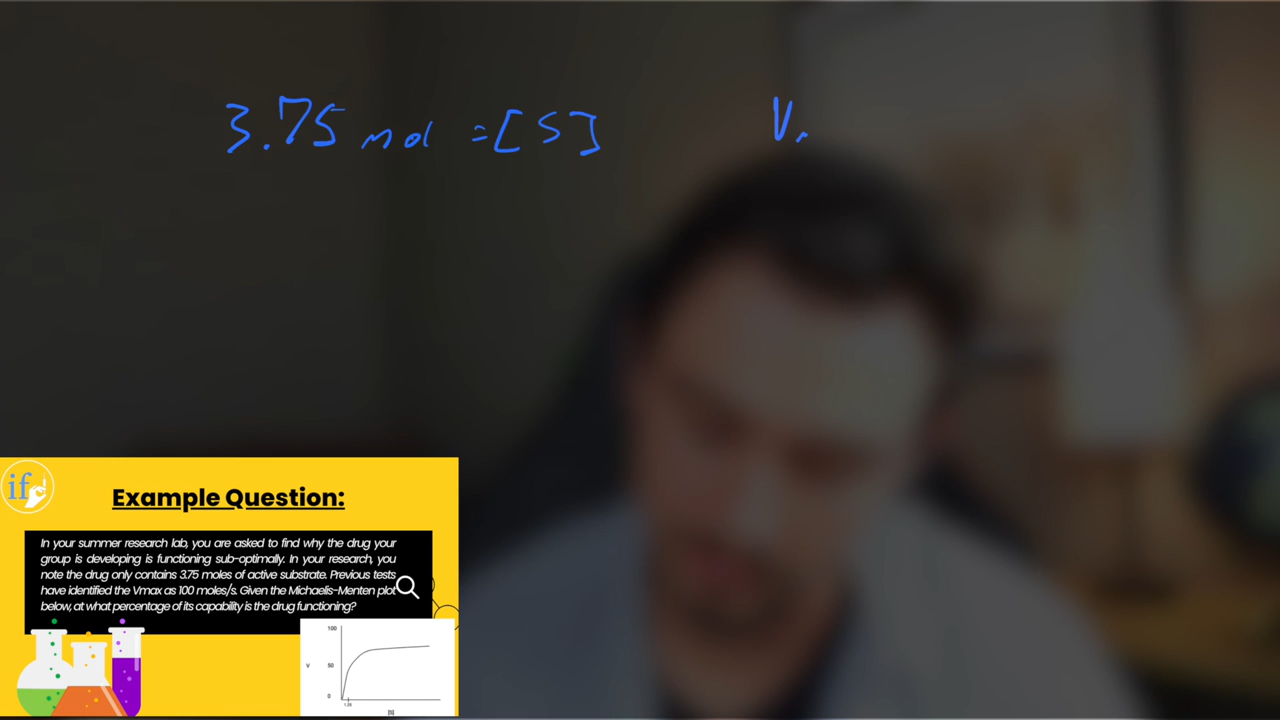 3.75 mol = [S]
V
if
Example Question:
In your summer research lab, you are asked to find why the drug your
group is developing is functioning sub-optimally. In your research, you
note the drug only contains 3.75 moles of active substrate. Previous tests
have identified the Vmax as 100 moles/s. Given the Michaelis-Menten plot
below, at what percentage of its capability is the drug functioning?
100
V
50
0
[S]